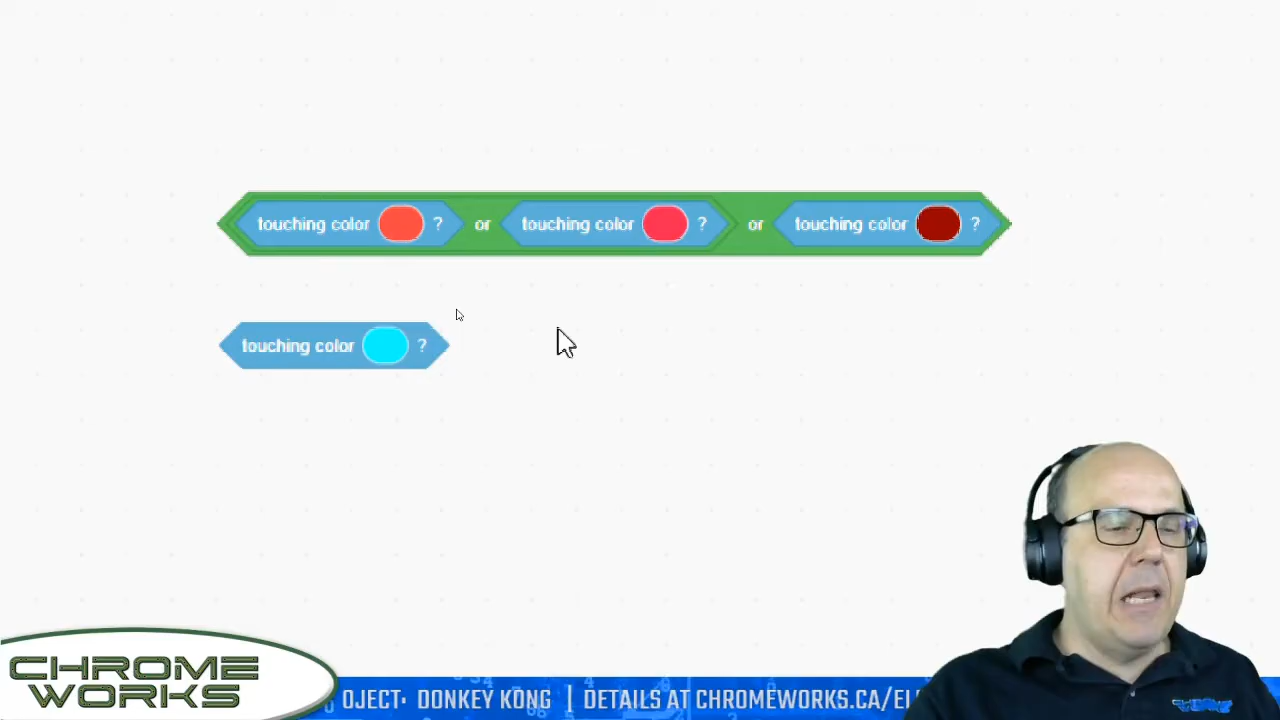 touching color ? or touching color ? or touching color ?
touching color ?
CHROME
WORKS
OJECT: DONKEY KONG | DETAILS AT CHROMEWORKS.CA/EL